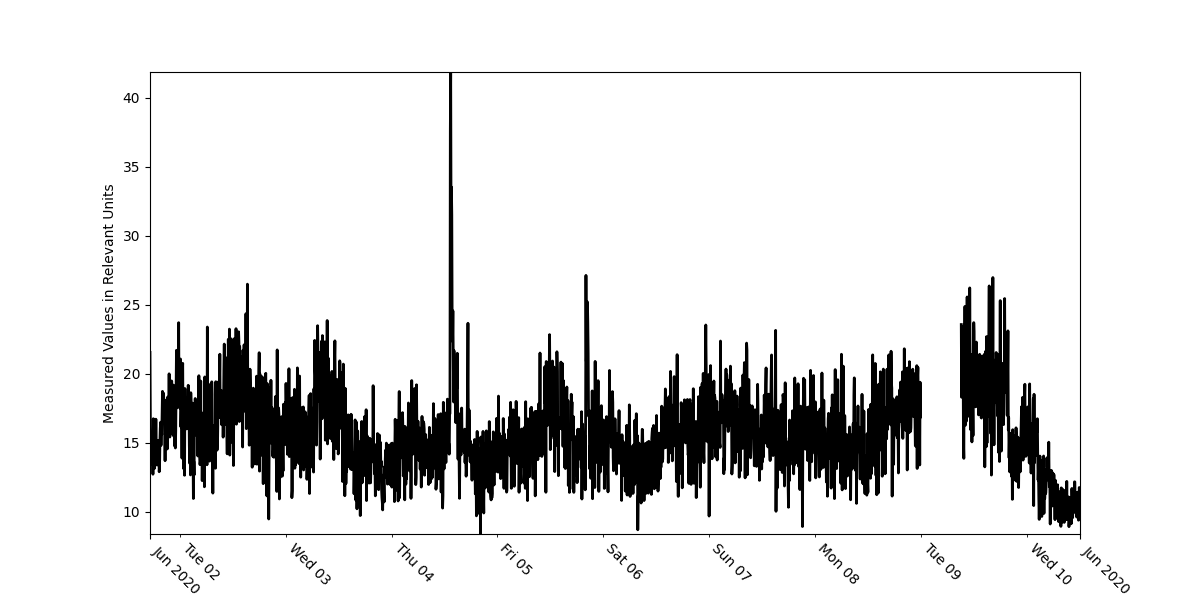 40
35
30
25
20
15
10
Measured Values in Relevant Units
Jun 2020
Tue 02
Wed 03
Thu 04
Fri 05
Sat 06
Sun 07
Mon 08
Tue 09
Wed 10
Jun 2020